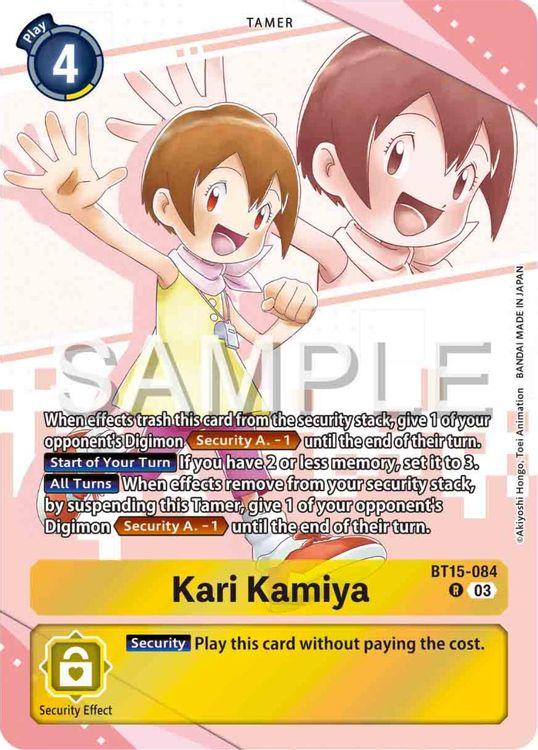 TAMER
Play
4
SAMPLE
When effects trash this card from the security stack, give 1 of your
opponent's Digimon Security A. -1 until the end of their turn.
Start of Your Turn If you have 2 or less memory, set it to 3.
All Turns When effects remove from your security stack,
by suspending this Tamer, give 1 of your opponent's
Digimon Security A. -1 until the end of their turn.
©Akiyoshi Hongo, Toei Animation BANDAI MADE IN JAPAN
BT15-084
Kari Kamiya
R 03
Security Play this card without paying the cost.
Security Effect